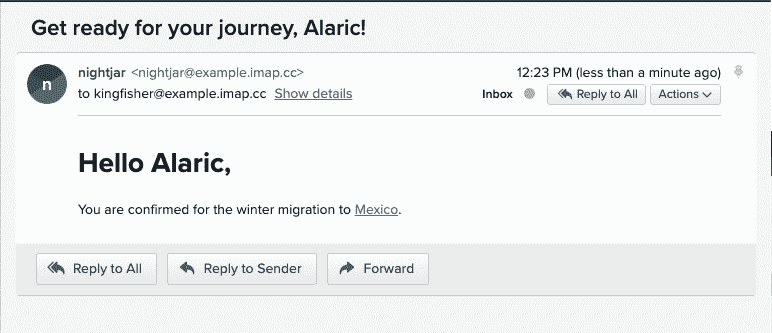 Get ready for your journey, Alaric!
n
nightjar <nightjar@example.imap.cc> 12:23 PM (less than a minute ago)
to kingfisher@example.imap.cc Show details Inbox Reply to All Actions
Hello Alaric,
You are confirmed for the winter migration to Mexico.
Reply to All Reply to Sender Forward